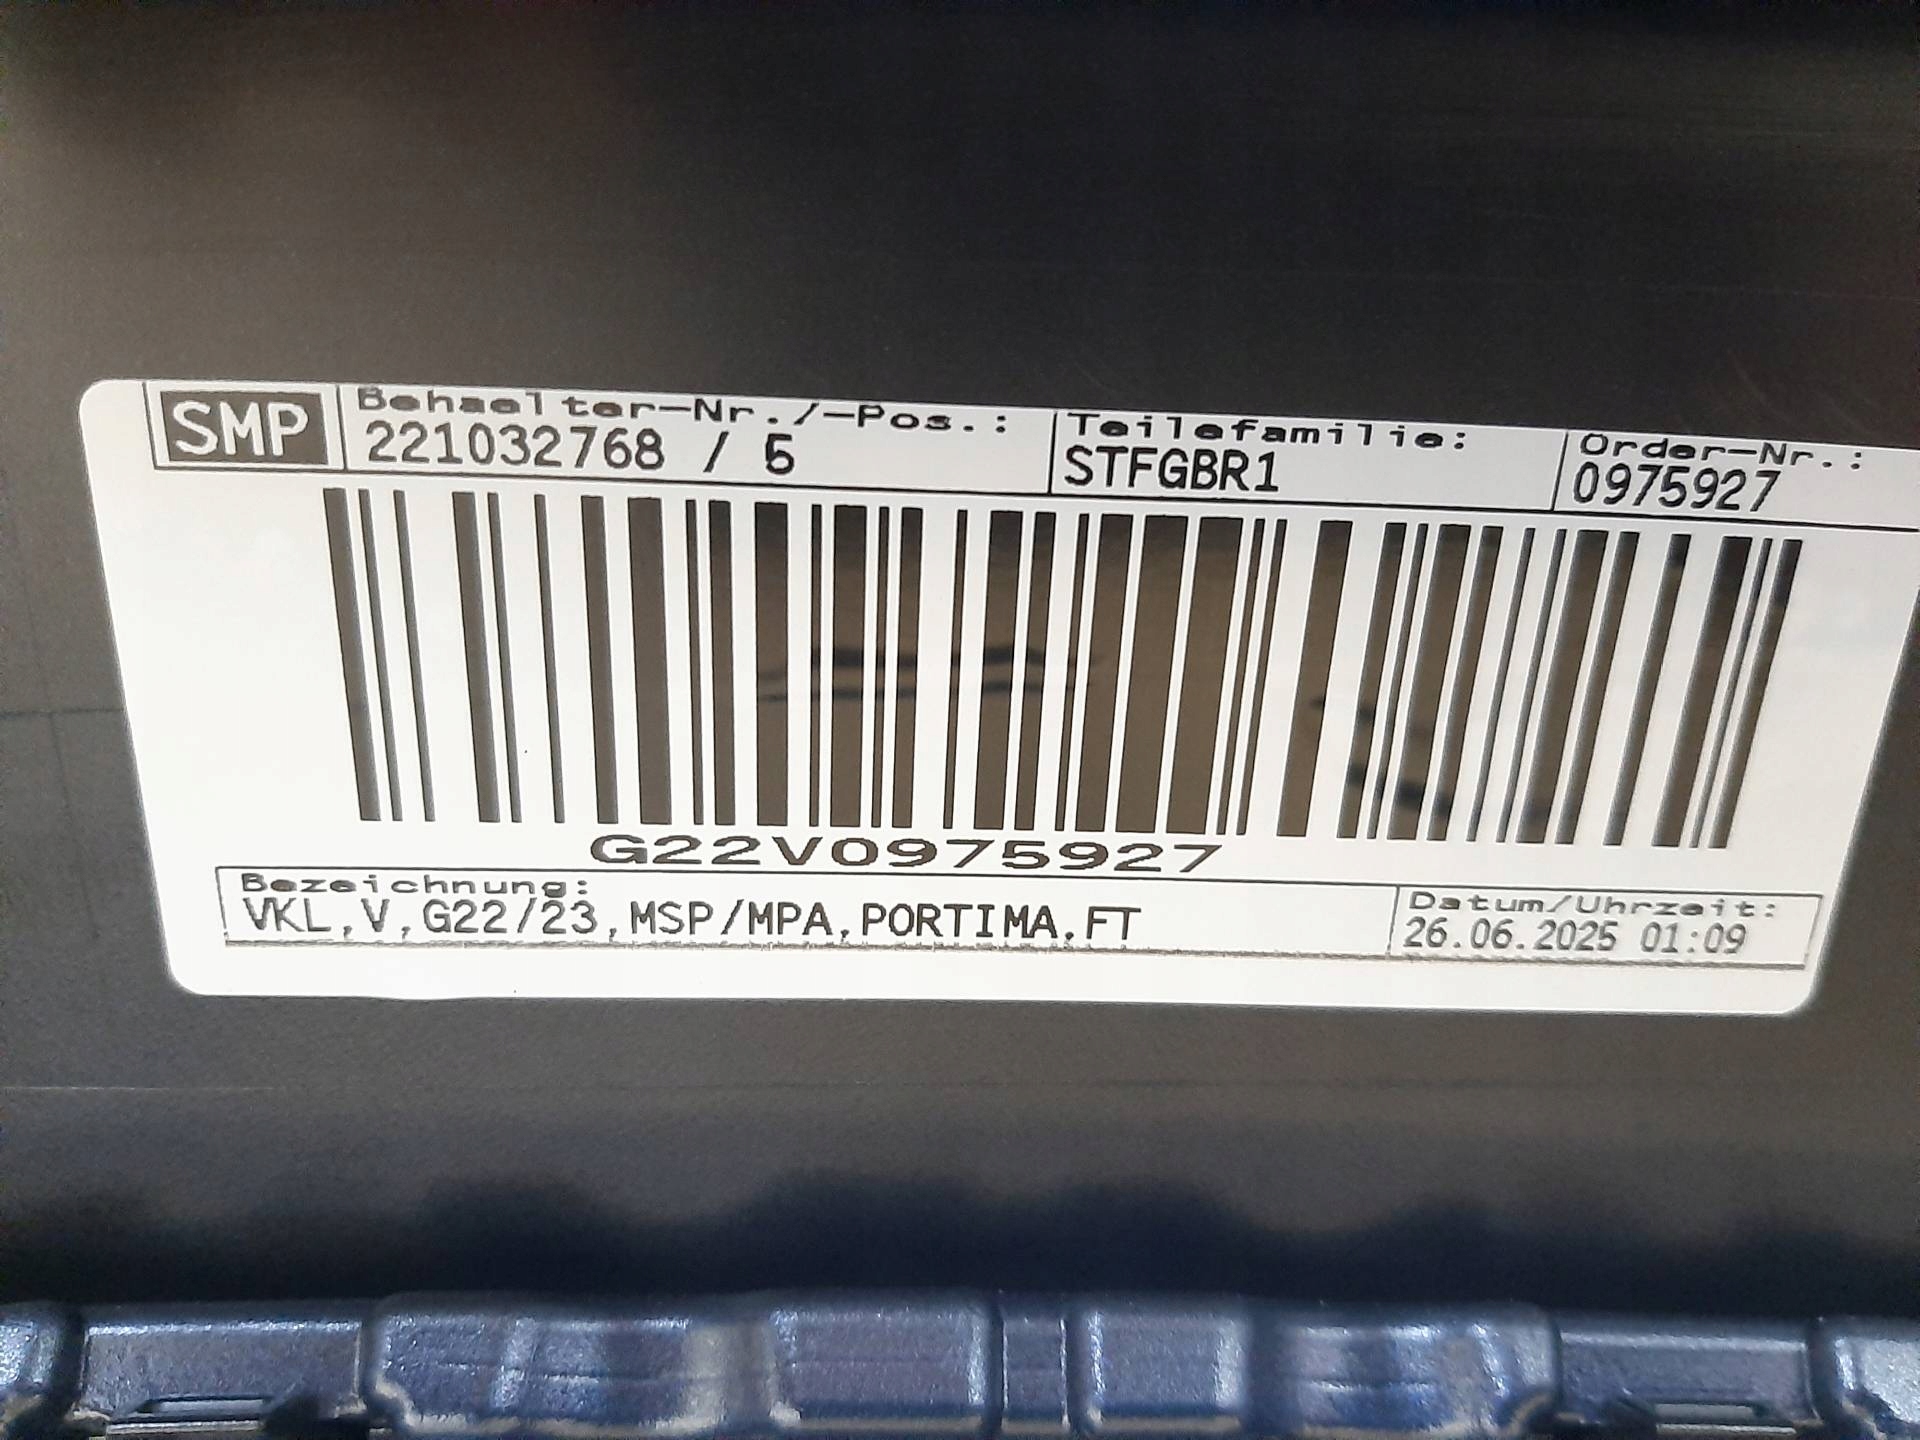 SMP
Behaelter-Nr./-Pos.: Teilefamilie: Order-Nr.:
221032768 / 5 STFGBR1 0975927
G22V0975927
Bezeichnung: Datum/Uhrzeit:
VKL,V,G22/23,MSP/MPA,PORTIMA,FT 26.06.2025 01:09